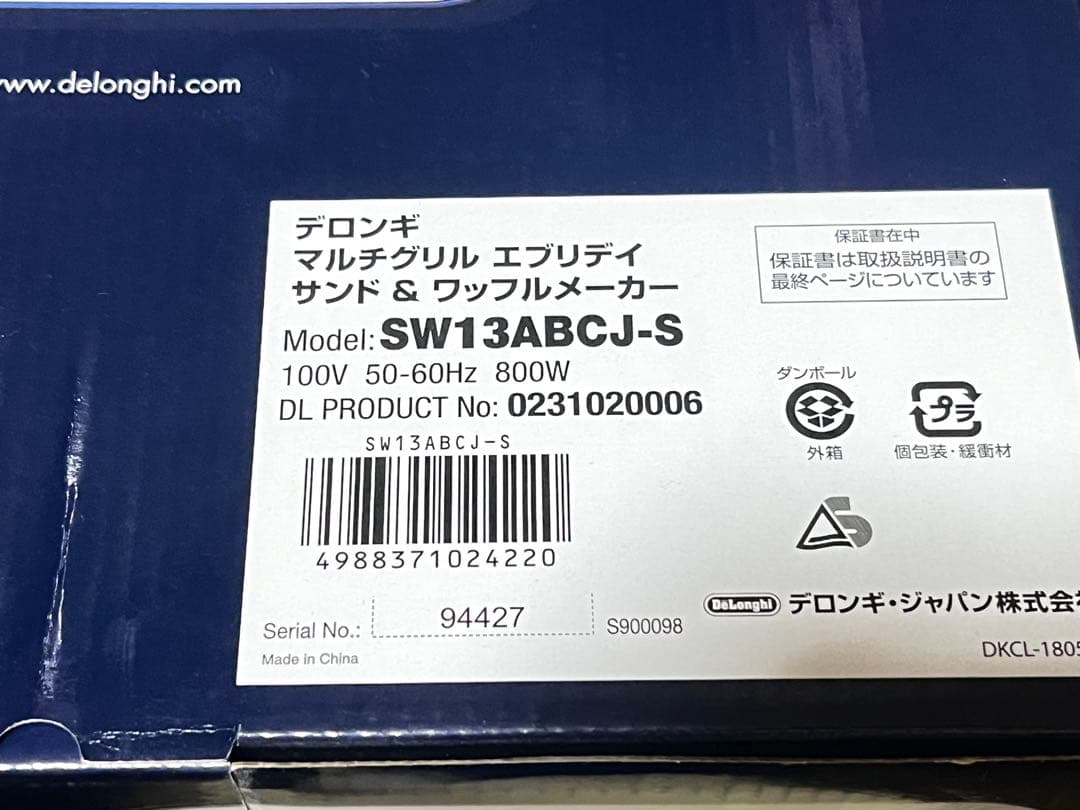 www.delonghi.com
デロンギ
マルチグリル エブリデイ
サンド & ワッフルメーカー
Model: SW13ABCJ-S
100V 50-60Hz 800W
DL PRODUCT No: 0231020006
SW13ABCJ-S
4988371024220
Serial No.: 94427
S900098
Made in China
保証書在中
保証書は取扱説明書の
最終ページについています
ダンボール
外箱
プラ
個包装・緩衝材
S
DeLonghi デロンギ・ジャパン株式会
DKCL-1805